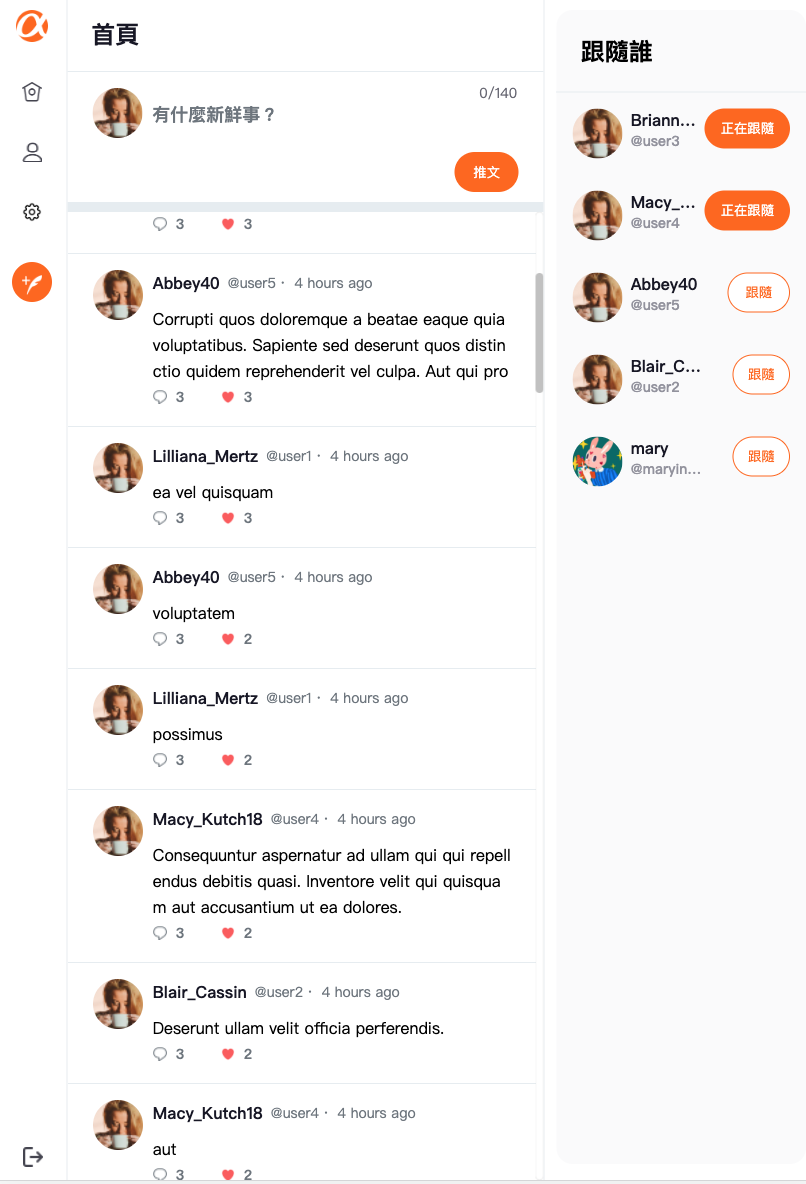 首頁
有什麼新鮮事？
0/140
推文
3 3
Abbey40 @user5 · 4 hours ago
Corrupti quos doloremque a beatae eaque quia
voluptatibus. Sapiente sed deserunt quos distin
ctio quidem reprehenderit vel culpa. Aut qui pro
3 3
Lilliana_Mertz @user1 · 4 hours ago
ea vel quisquam
3 3
Abbey40 @user5 · 4 hours ago
voluptatem
3 2
Lilliana_Mertz @user1 · 4 hours ago
possimus
3 2
Macy_Kutch18 @user4 · 4 hours ago
Consequuntur aspernatur ad ullam qui qui repell
endus debitis quasi. Inventore velit qui quisqua
m aut accusantium ut ea dolores.
3 2
Blair_Cassin @user2 · 4 hours ago
Deserunt ullam velit officia perferendis.
3 2
Macy_Kutch18 @user4 · 4 hours ago
aut
3 2
跟隨誰
Briann... 正在跟隨
@user3
Macy_... 正在跟隨
@user4
Abbey40 跟隨
@user5
Blair_C... 跟隨
@user2
mary 跟隨
@maryin...